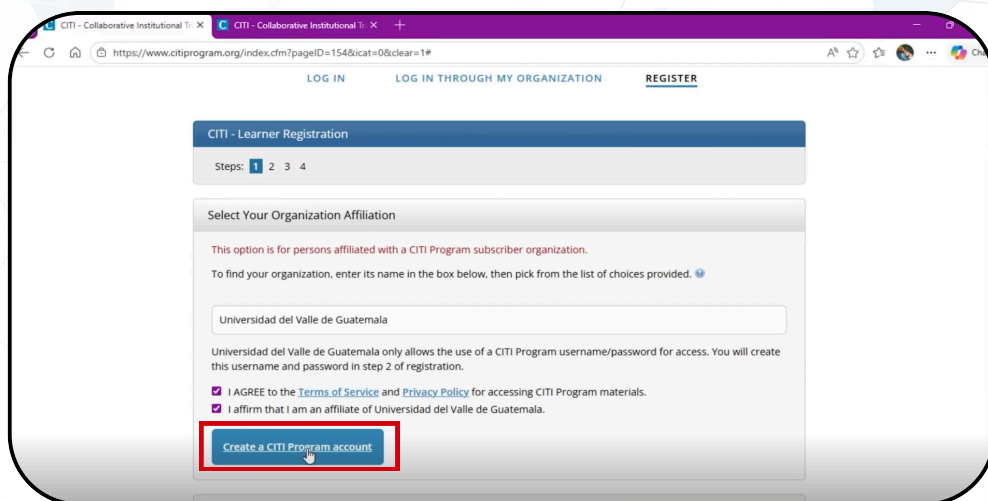 CITI - Collaborative Institutional Tr
CITI - Collaborative Institutional Tr
https://www.citiprogram.org/index.cfm?pageID=154&icat=0&clear=1#
LOG IN LOG IN THROUGH MY ORGANIZATION REGISTER
CITI - Learner Registration
Steps: 1 2 3 4
Select Your Organization Affiliation
This option is for persons affiliated with a CITI Program subscriber organization.
To find your organization, enter its name in the box below, then pick from the list of choices provided.
Universidad del Valle de Guatemala
Universidad del Valle de Guatemala only allows the use of a CITI Program username/password for access. You will create
this username and password in step 2 of registration.
I AGREE to the Terms of Service and Privacy Policy for accessing CITI Program materials.
I affirm that I am an affiliate of Universidad del Valle de Guatemala.
Create a CITI Program account